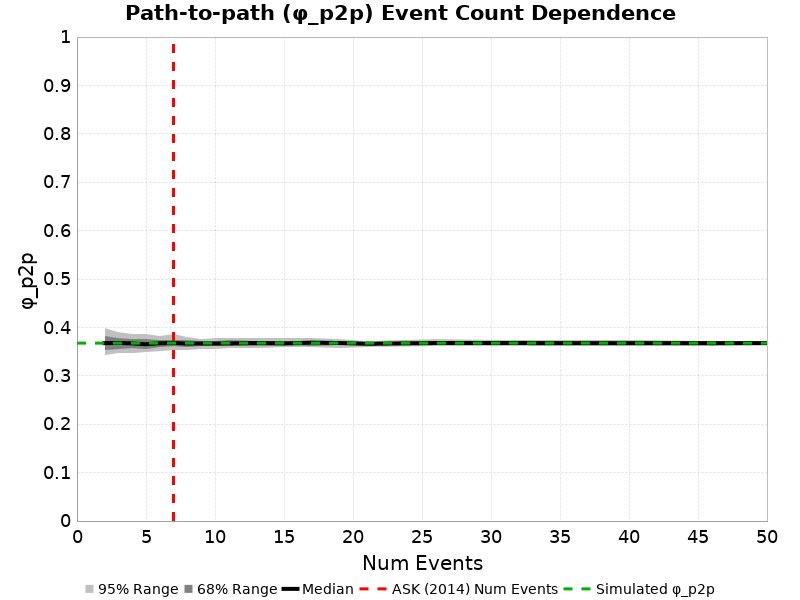 Path-to-path (φ_p2p) Event Count Dependence
φ_p2p
1
0.9
0.8
0.7
0.6
0.5
0.4
0.3
0.2
0.1
0
0 5 10 15 20 25 30 35 40 45 50
Num Events
95% Range 68% Range Median ASK (2014) Num Events Simulated φ_p2p